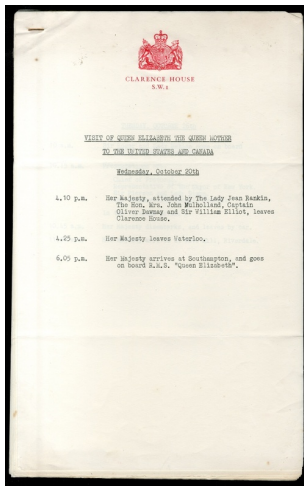 CLARENCE HOUSE
S.W.1
VISIT OF QUEEN ELIZABETH THE QUEEN MOTHER
TO THE UNITED STATES AND CANADA
Wednesday, October 20th
4.10 p.m. Her Majesty, attended by The Lady Jean Rankin,
The Hon. Mrs. John Mulholland, Captain
Oliver Dawnay and Sir William Elliot, leaves
Clarence House.
4.25 p.m. Her Majesty leaves Waterloo.
6.05 p.m. Her Majesty arrives at Southampton, and goes
on board R.M.S. "Queen Elizabeth".